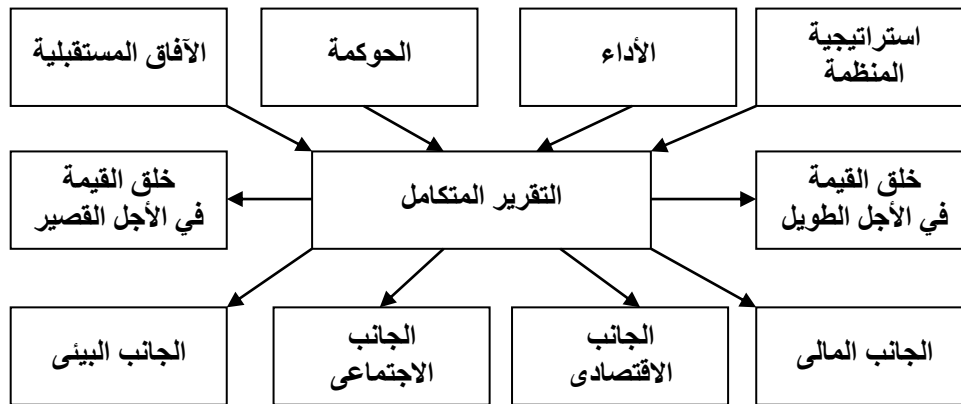 استراتيجية
المنظمة
الأداء
الحوكمة
الآفاق المستقبلية
التقرير المتكامل
خلق القيمة
في الأجل الطويل
خلق القيمة
في الأجل القصير
الجانب المالى
الجانب
الاقتصادى
الجانب
الاجتماعى
الجانب البيئى